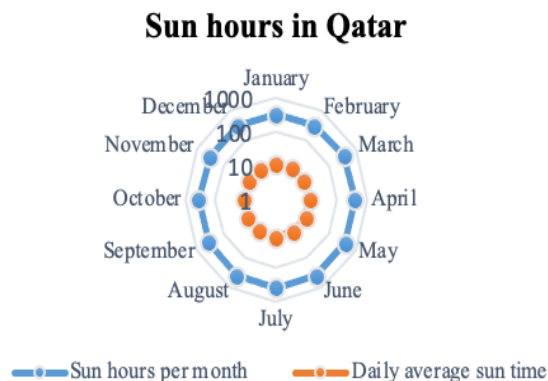 Sun hours in Qatar
January
December
1000
February
November
100
March
10
October
1
April
September
May
August
June
July
Sun hours per month
Daily average sun time